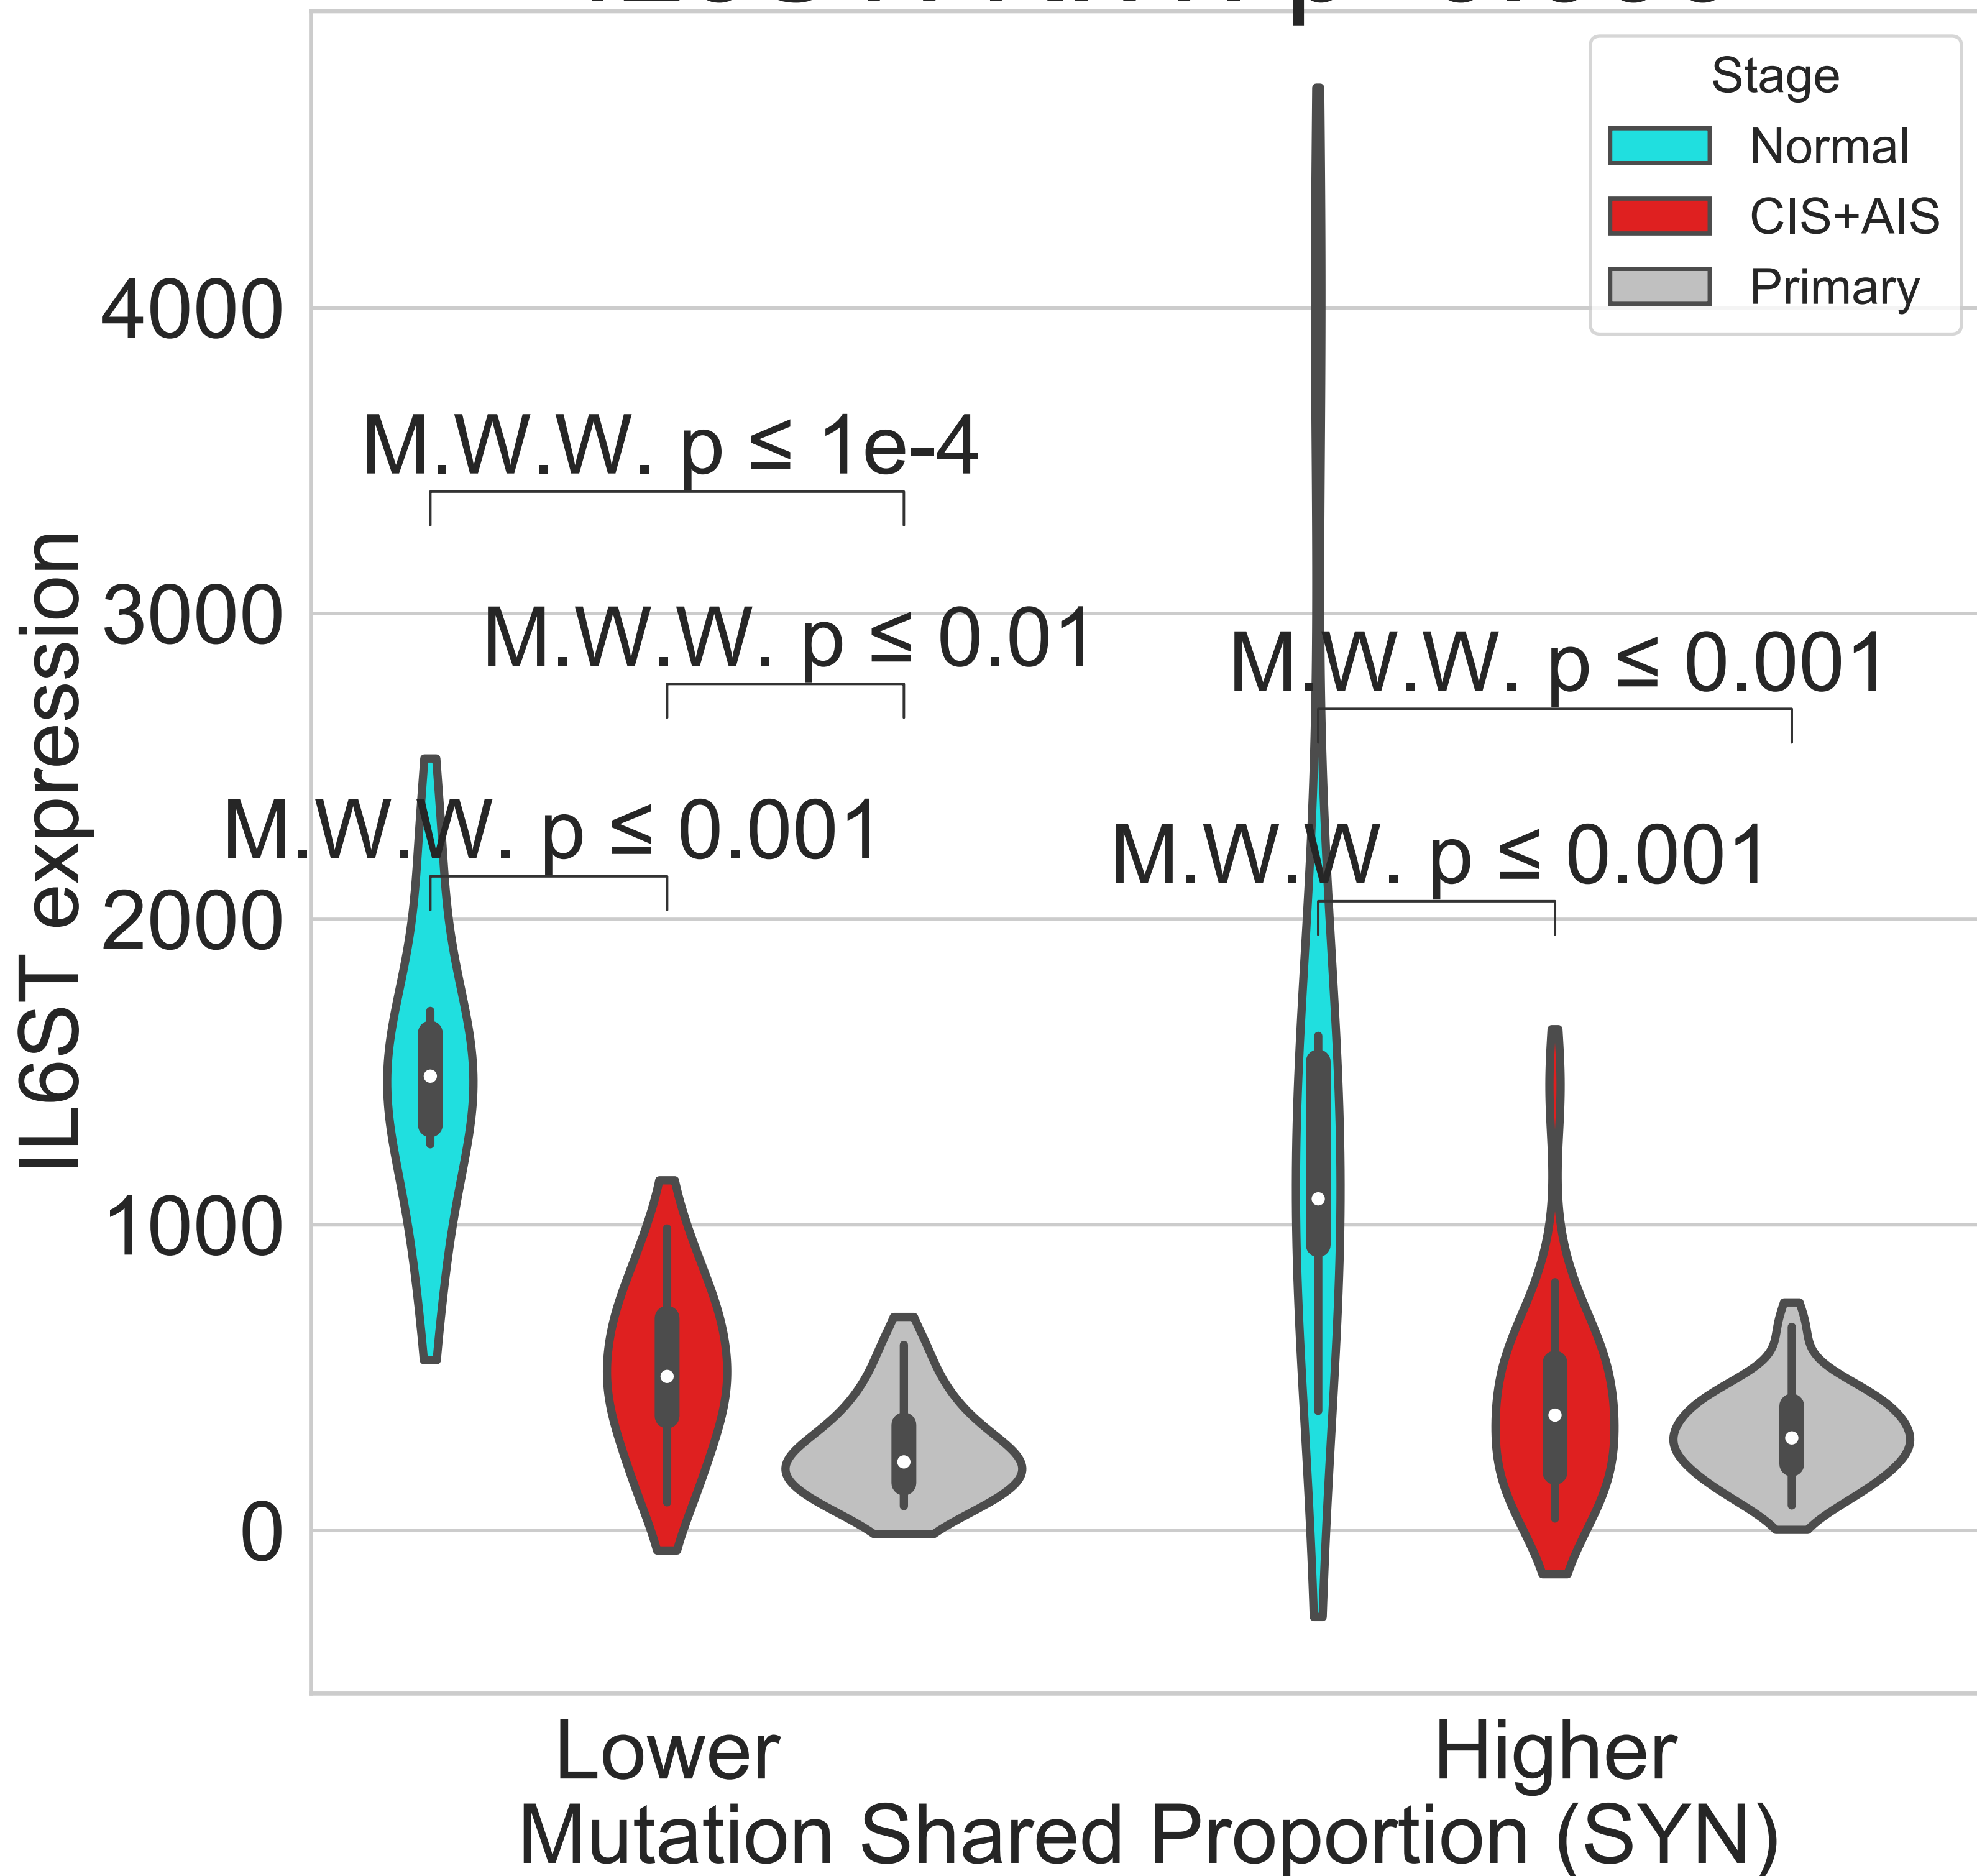 Stage
Normal
CIS+AIS
Primary
4000
3000
2000
1000
0
IL6ST expression
M.W.W. p ≤ 1e-4
M.W.W. p ≤ 0.01
M.W.W. p ≤ 0.001
M.W.W. p ≤ 0.001
M.W.W. p ≤ 0.001
Lower
Higher
Mutation Shared Proportion (SYN)